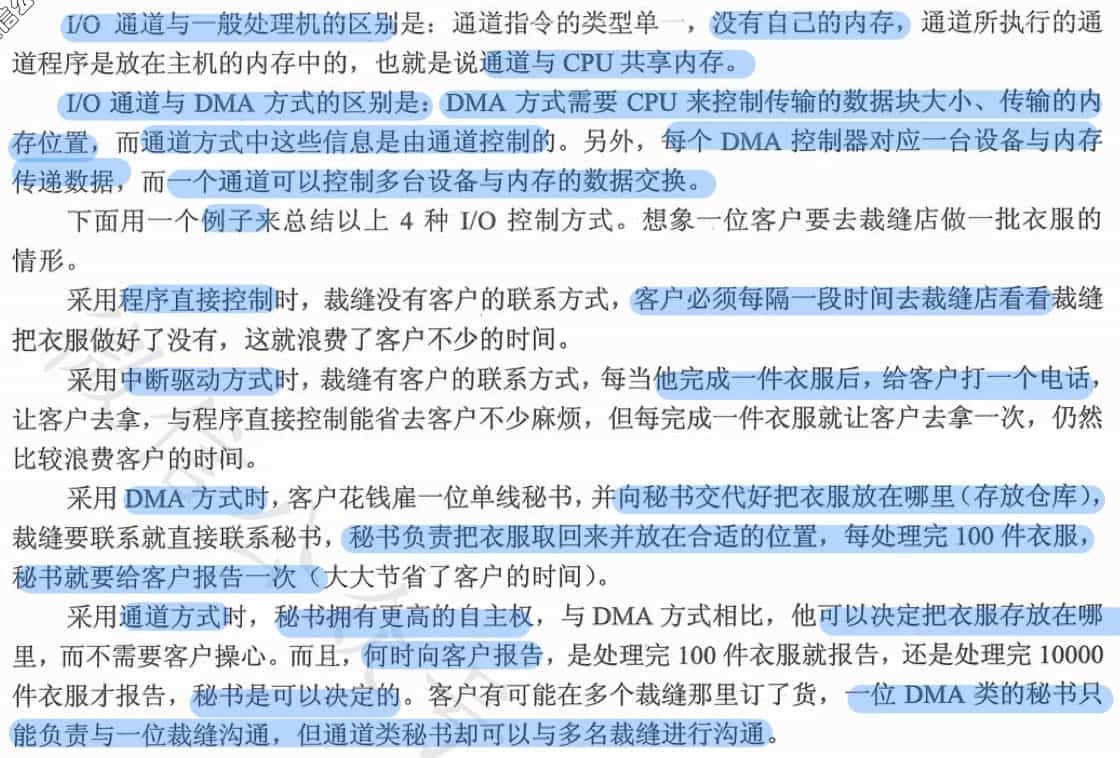 I/O 通道与一般处理机的区别是：通道指令的类型单一，没有自己的内存，通道所执行的通
道程序是放在主机的内存中的，也就是说通道与 CPU 共享内存。
I/O 通道与 DMA 方式的区别是：DMA 方式需要 CPU 来控制传输的数据块大小、传输的内
存位置，而通道方式中这些信息是由通道控制的。另外，每个 DMA 控制器对应一台设备与内存
传递数据，而一个通道可以控制多台设备与内存的数据交换。
下面用一个例子来总结以上 4 种 I/O 控制方式。想象一位客户要去裁缝店做一批衣服的
情形。
采用程序直接控制时，裁缝没有客户的联系方式，客户必须每隔一段时间去裁缝店看看裁缝
把衣服做好了没有，这就浪费了客户不少的时间。
采用中断驱动方式时，裁缝有客户的联系方式，每当他完成一件衣服后，给客户打一个电话，
让客户去拿，与程序直接控制能省去客户不少麻烦，但每完成一件衣服就让客户去拿一次，仍然
比较浪费客户的时间。
采用 DMA 方式时，客户花钱雇一位单线秘书，并向秘书交代好把衣服放在哪里（存放仓库），
裁缝要联系就直接联系秘书，秘书负责把衣服取回来并放在合适的位置，每处理完 100 件衣服，
秘书就要给客户报告一次（大大节省了客户的时间）。
采用通道方式时，秘书拥有更高的自主权，与 DMA 方式相比，他可以决定把衣服存放在哪
里，而不需要客户操心。而且，何时向客户报告，是处理完 100 件衣服就报告，还是处理完 10000
件衣服才报告，秘书是可以决定的。客户有可能在多个裁缝那里订了货，一位 DMA 类的秘书只
能负责与一位裁缝沟通，但通道类秘书却可以与多名裁缝进行沟通。